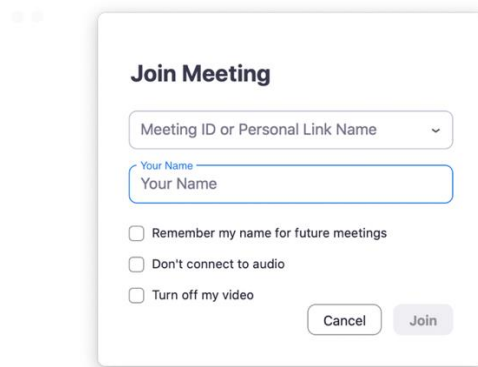 Join Meeting
Meeting ID or Personal Link Name
Your Name
Your Name
Remember my name for future meetings
Don't connect to audio
Turn off my video
Cancel Join